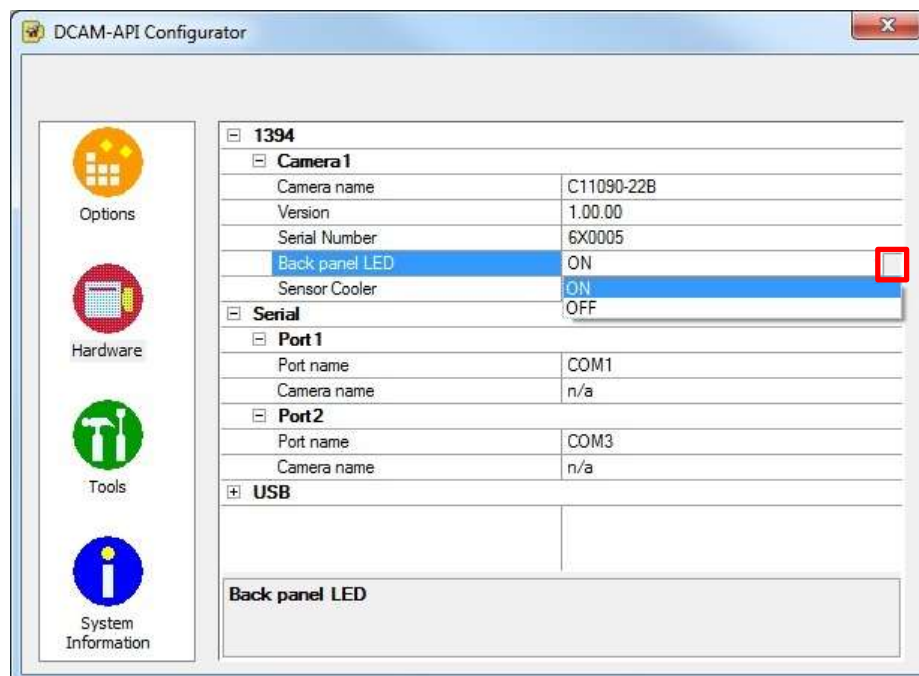 DCAM-API Configurator
Options
Hardware
Tools
System
Information
1394
Camera1
Camera name C11090-22B
Version 1.00.00
Serial Number 6X0005
Back panel LED ON
Sensor Cooler ON
OFF
Serial
Port1
Port name COM1
Camera name n/a
Port2
Port name COM3
Camera name n/a
USB
Back panel LED